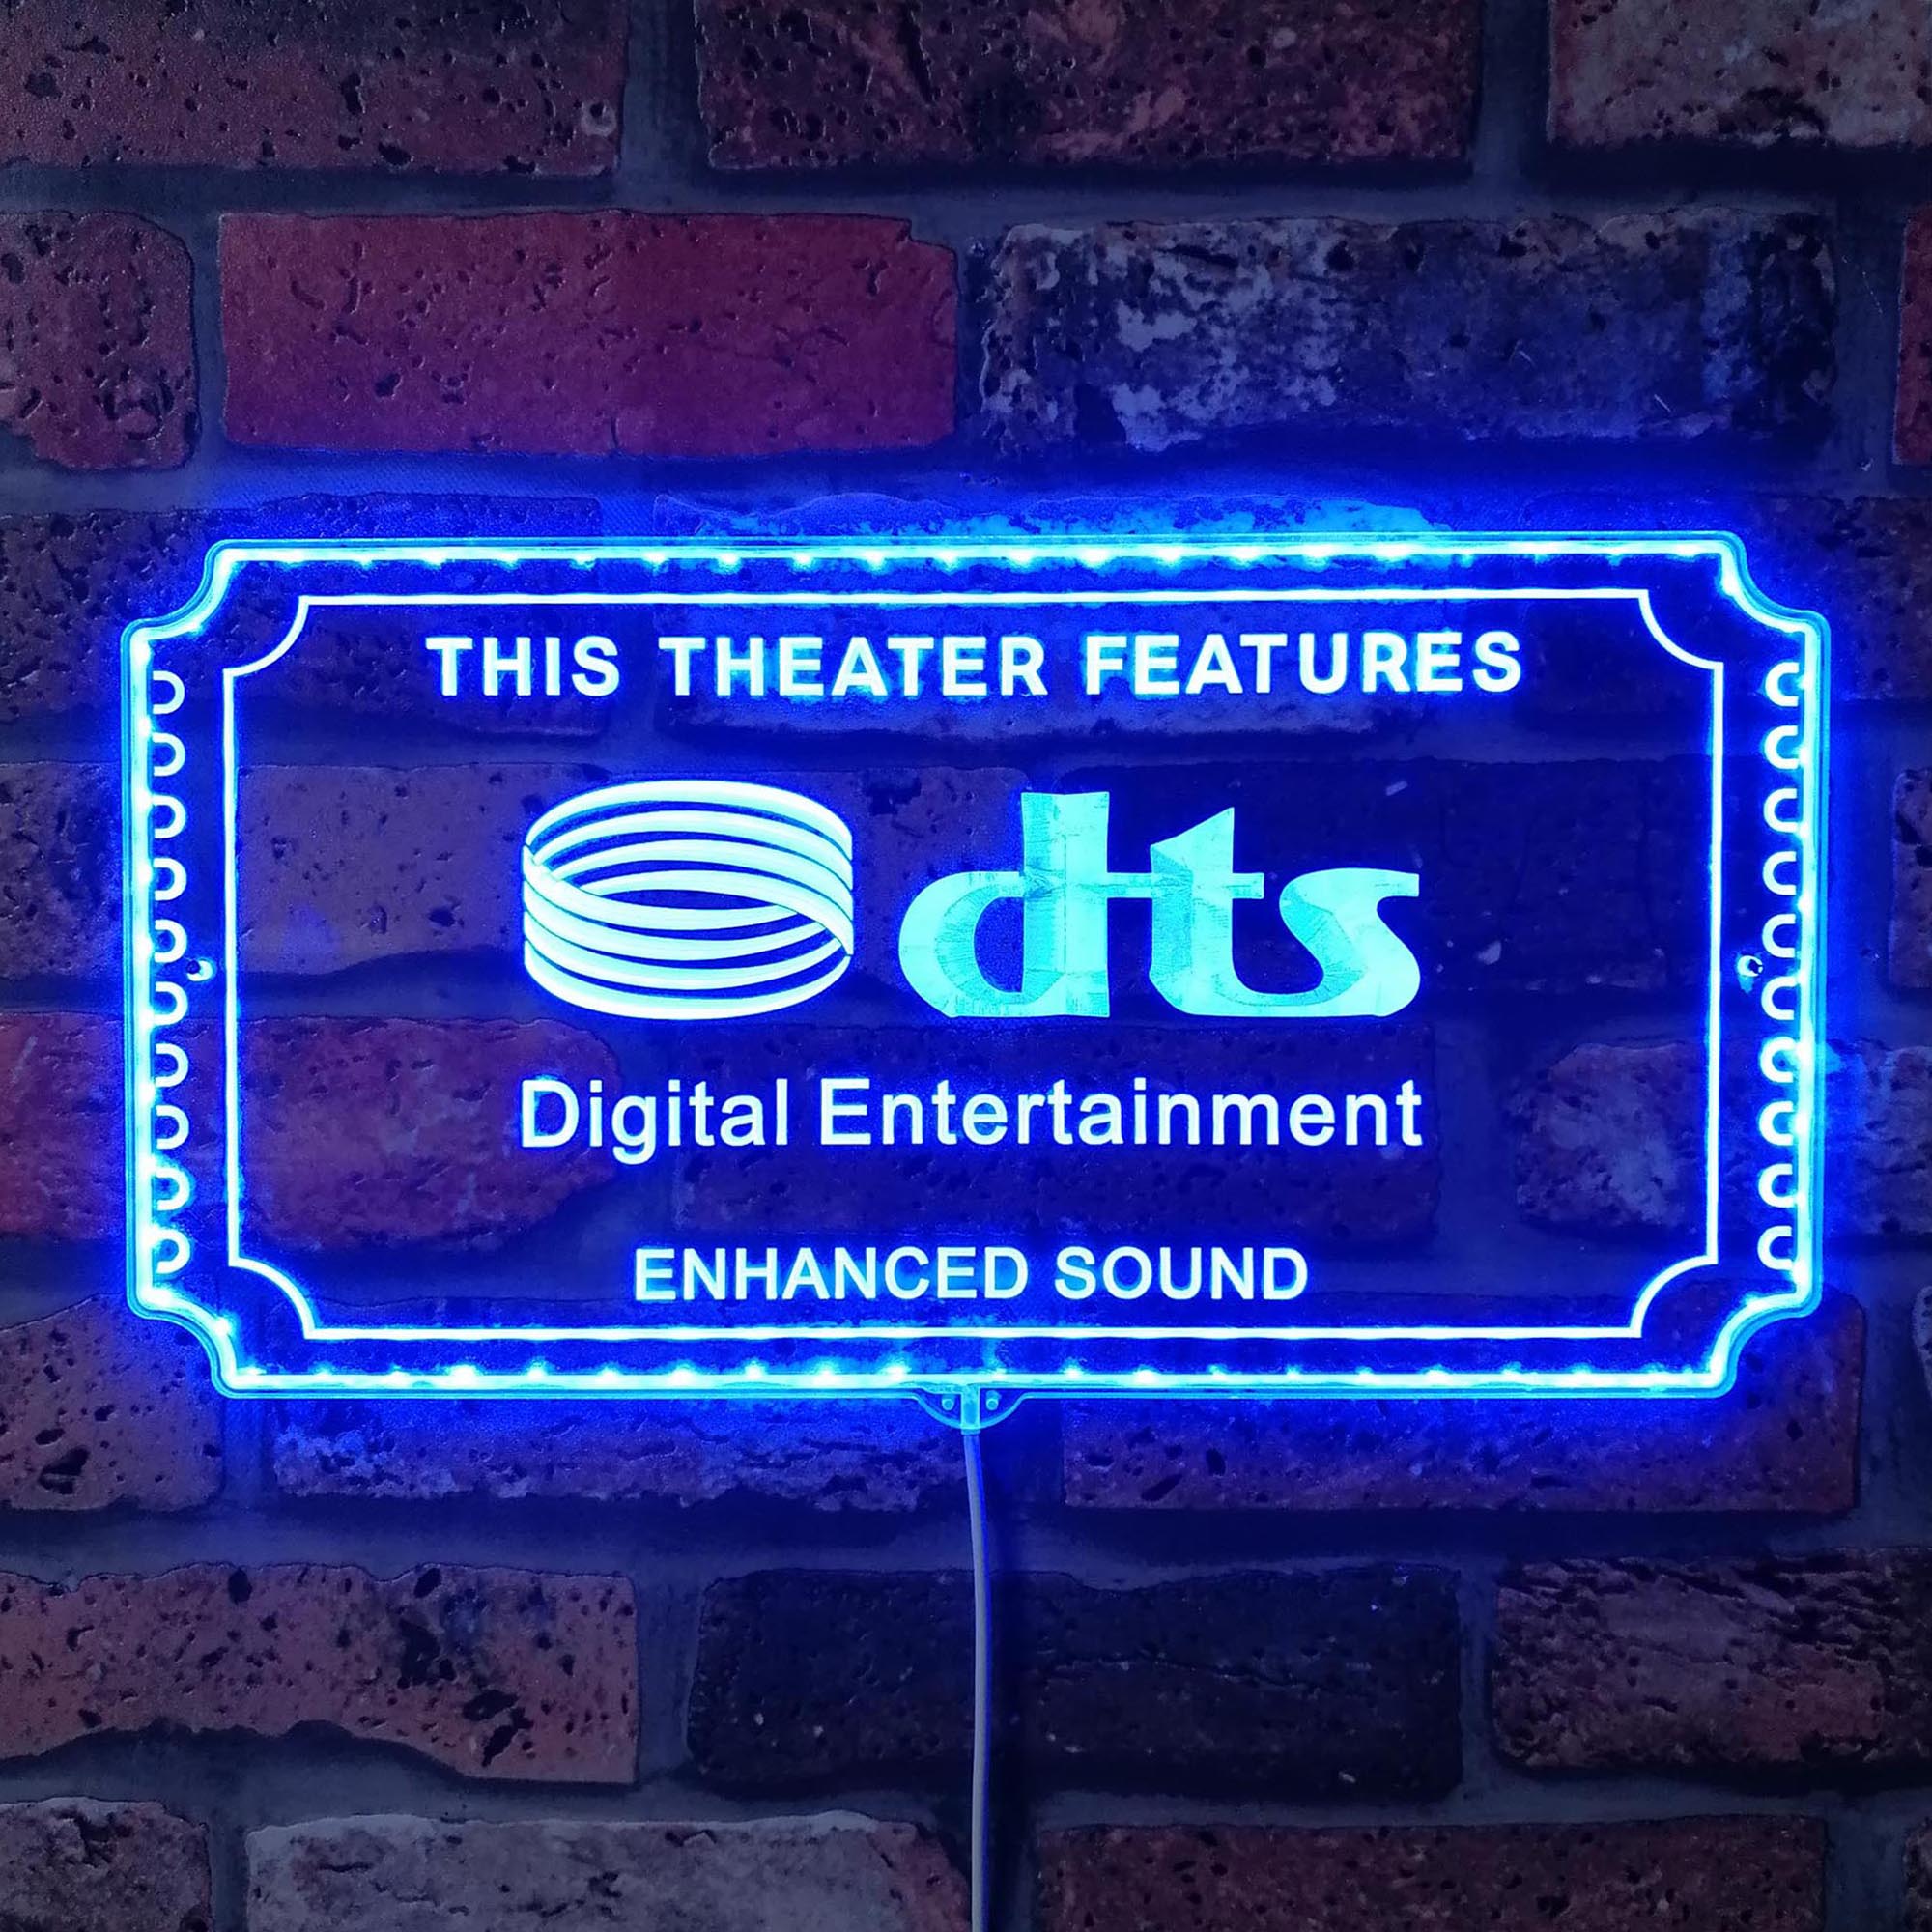 THIS THEATER FEATURES
dts
Digital Entertainment
ENHANCED SOUND